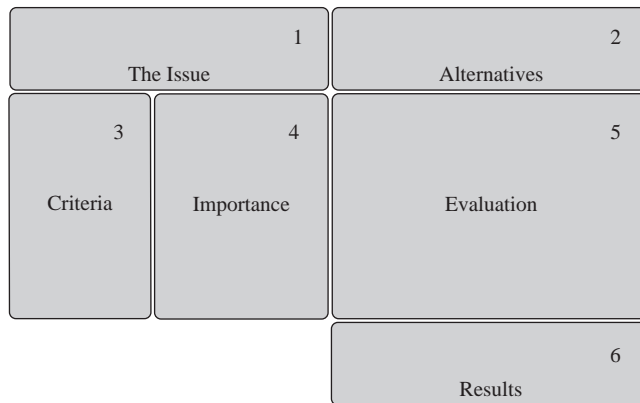 1
The Issue
2
Alternatives
3
Criteria
4
Importance
5
Evaluation
6
Results